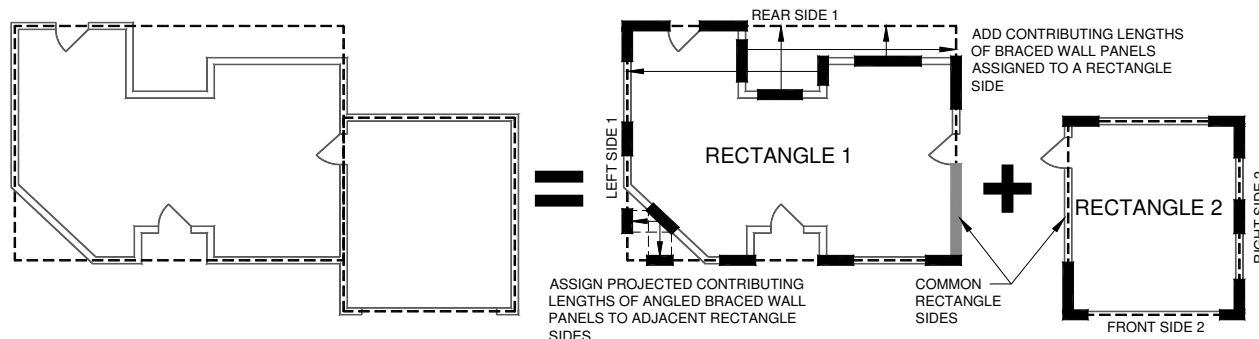 REAR SIDE 1
ADD CONTRIBUTING LENGTHS
OF BRACED WALL PANELS
ASSIGNED TO A RECTANGLE
SIDE
LEFT SIDE 1
RECTANGLE 1
RECTANGLE 2
RIGHT SIDE 2
ASSIGN PROJECTED CONTRIBUTING
LENGTHS OF ANGLED BRACED WALL
PANELS TO ADJACENT RECTANGLE
SIDES
COMMON
RECTANGLE
SIDES
FRONT SIDE 2